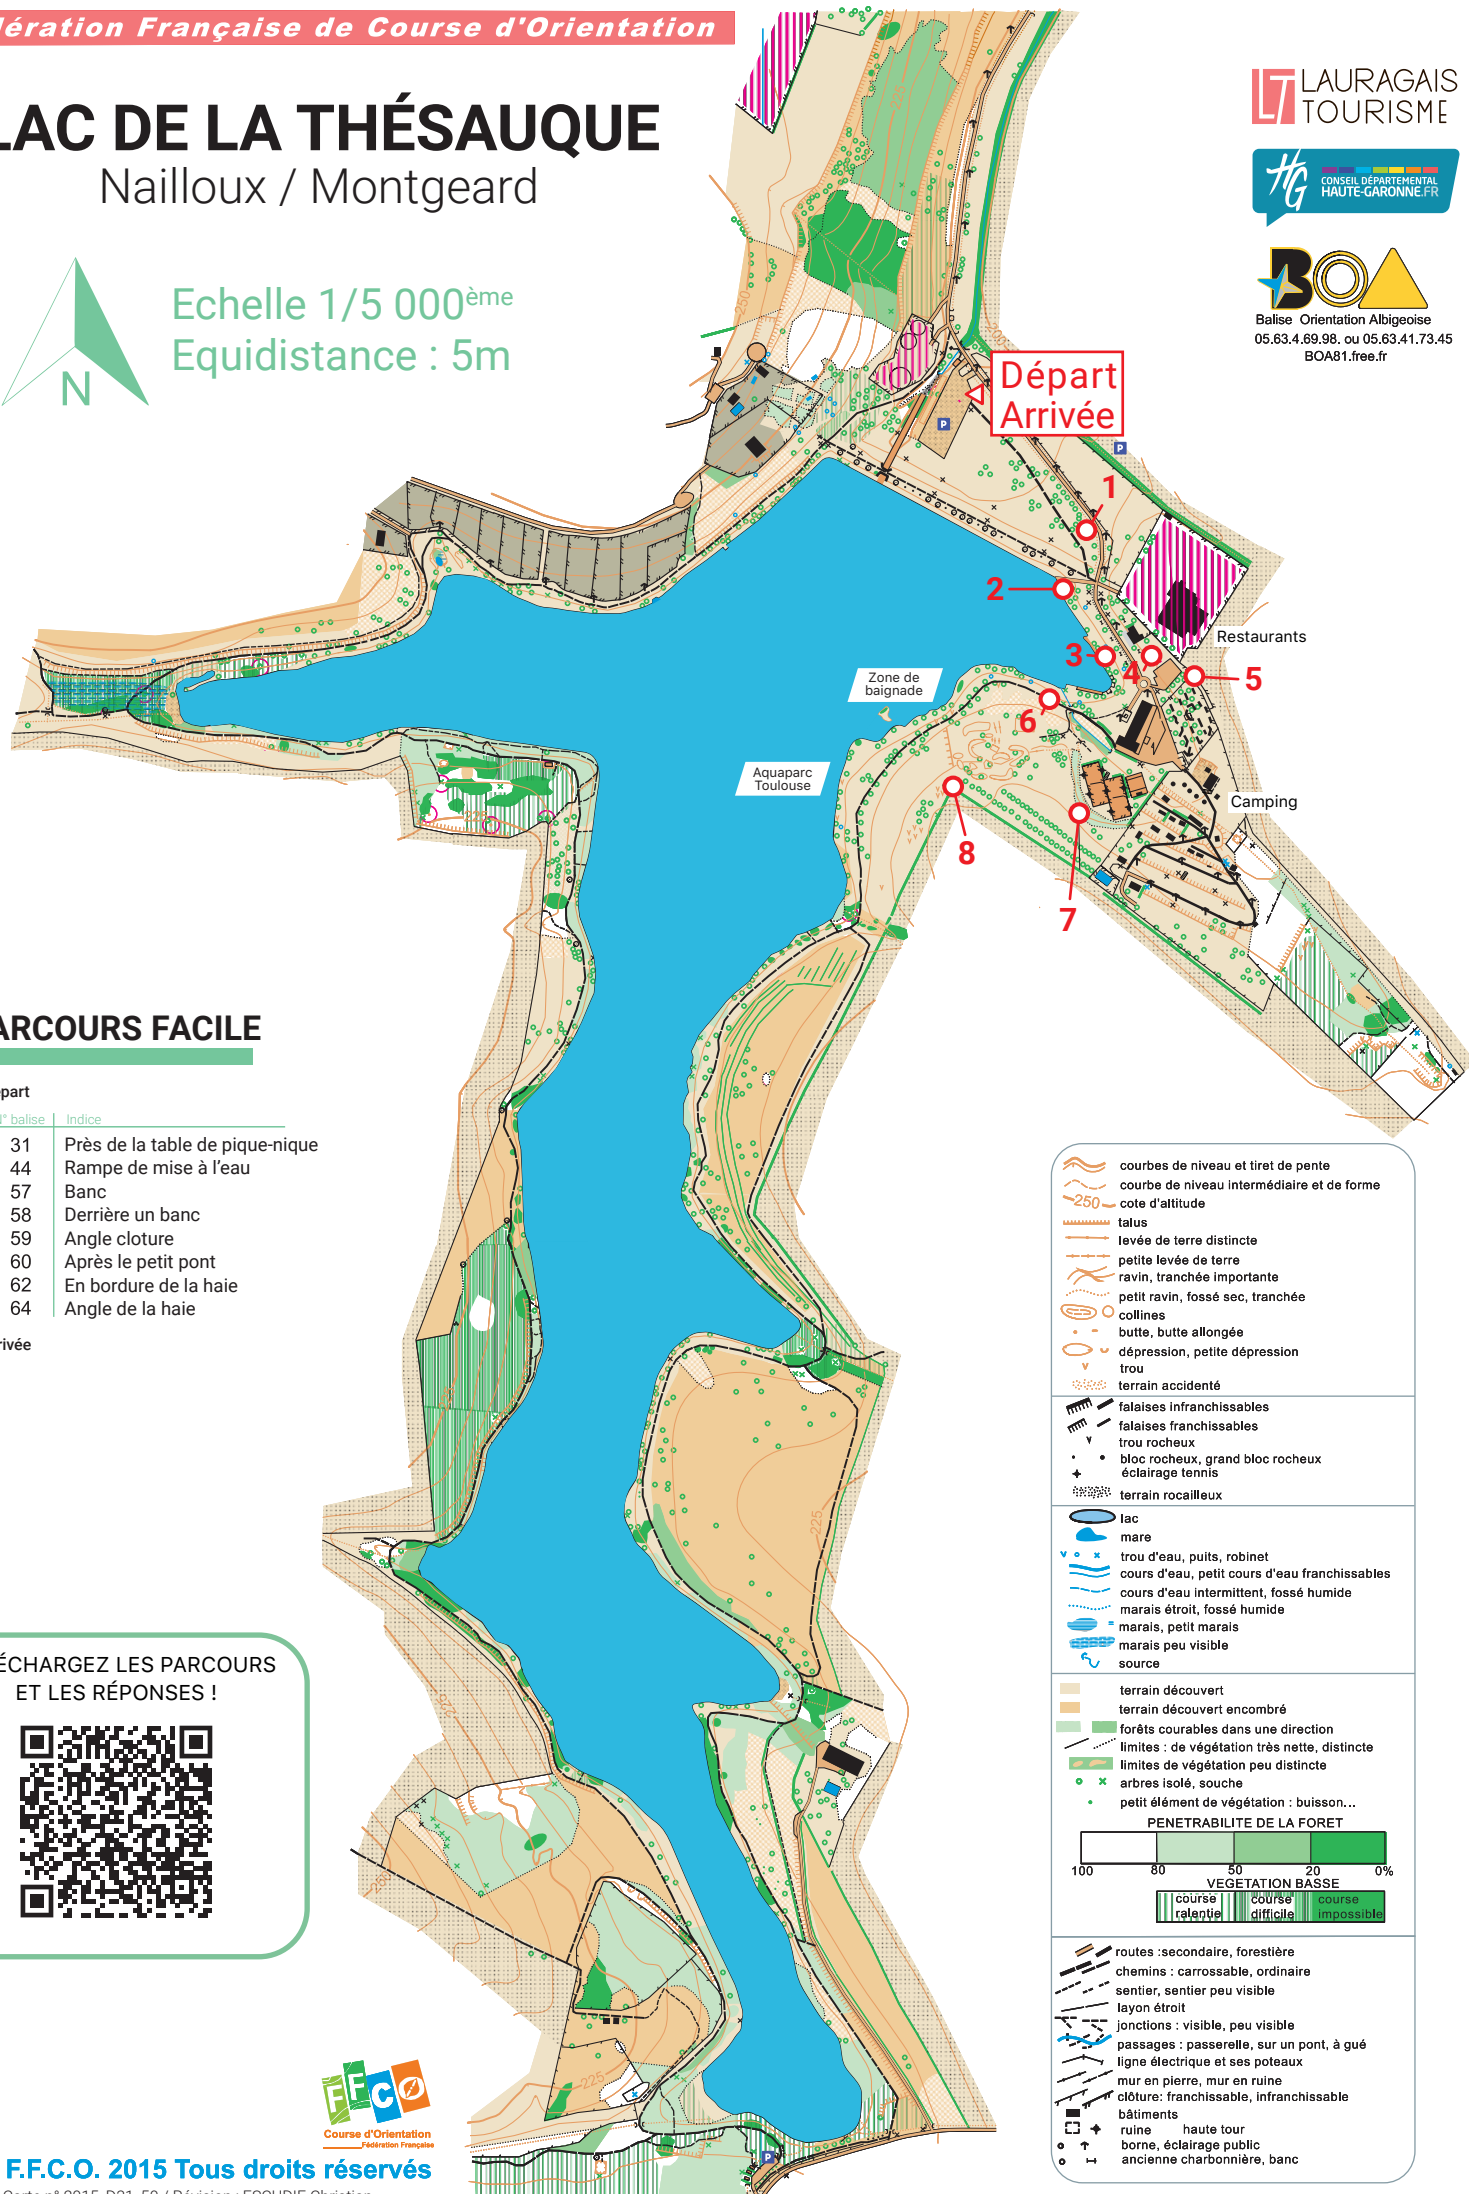 ération Française de Course d'Orientation
LAC DE LA THÉSAUQUE
Nailloux / Montgeard
Echelle 1/5 000ème
Equidistance : 5m
N
LT LAURAGAIS
TOURISME
HG CONSEIL DÉPARTEMENTAL
HAUTE-GARONNE.FR
BOA
Balise Orientation Albigeoise
05.63.4.69.98. ou 05.63.41.73.45
BOA81.free.fr
Départ
Arrivée
P
P
1
2
3
4
5
6
7
8
Restaurants
Zone de
baignade
Aquaparc
Toulouse
Camping
225
250
225
225
225
225
P
ARCOURS FACILE
part
N° balise Indice
31 Près de la table de pique-nique
44 Rampe de mise à l'eau
57 Banc
58 Derrière un banc
59 Angle cloture
60 Après le petit pont
62 En bordure de la haie
64 Angle de la haie
rivée
ÉCHARGEZ LES PARCOURS
ET LES RÉPONSES !
FFCO
Course d'Orientation
Fédération Française
F.F.C.O. 2015 Tous droits réservés
courbes de niveau et tiret de pente
courbe de niveau intermédiaire et de forme
250 cote d'altitude
talus
levée de terre distincte
petite levée de terre
ravin, tranchée importante
petit ravin, fossé sec, tranchée
collines
butte, butte allongée
dépression, petite dépression
trou
terrain accidenté
falaises infranchissables
falaises franchissables
trou rocheux
bloc rocheux, grand bloc rocheux
éclairage tennis
terrain rocailleux
lac
mare
trou d'eau, puits, robinet
cours d'eau, petit cours d'eau franchissables
cours d'eau intermittent, fossé humide
marais étroit, fossé humide
marais, petit marais
marais peu visible
source
terrain découvert
terrain découvert encombré
forêts courables dans une direction
limites : de végétation très nette, distincte
limites de végétation peu distincte
arbres isolé, souche
petit élément de végétation : buisson...
PENETRABILITE DE LA FORET
100 80 50 20 0%
VEGETATION BASSE
course ralentie
course difficile
course impossible
routes :secondaire, forestière
chemins : carrossable, ordinaire
sentier, sentier peu visible
layon étroit
jonctions : visible, peu visible
passages : passerelle, sur un pont, à gué
ligne électrique et ses poteaux
mur en pierre, mur en ruine
clôture: franchissable, infranchissable
bâtiments
ruine haute tour
borne, éclairage public
ancienne charbonnière, banc